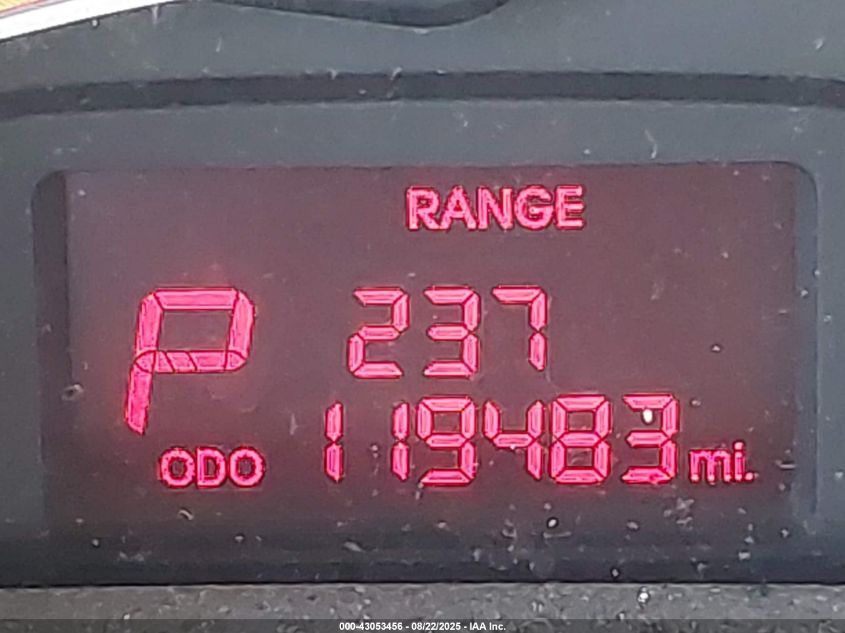 RANGE
P 237
ODO 119483 mi.
000-43053456 - 08/22/2025 - IAA Inc.